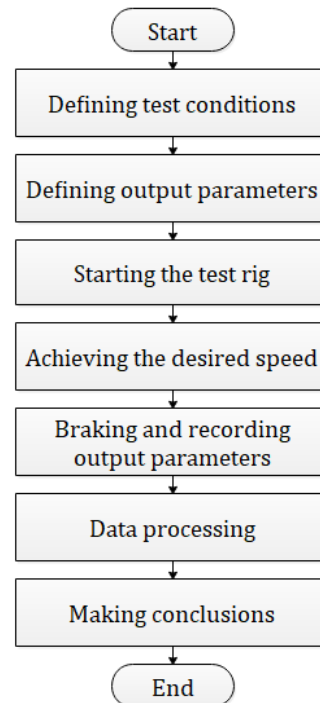 Start
Defining test conditions
Defining output parameters
Starting the test rig
Achieving the desired speed
Braking and recording
output parameters
Data processing
Making conclusions
End